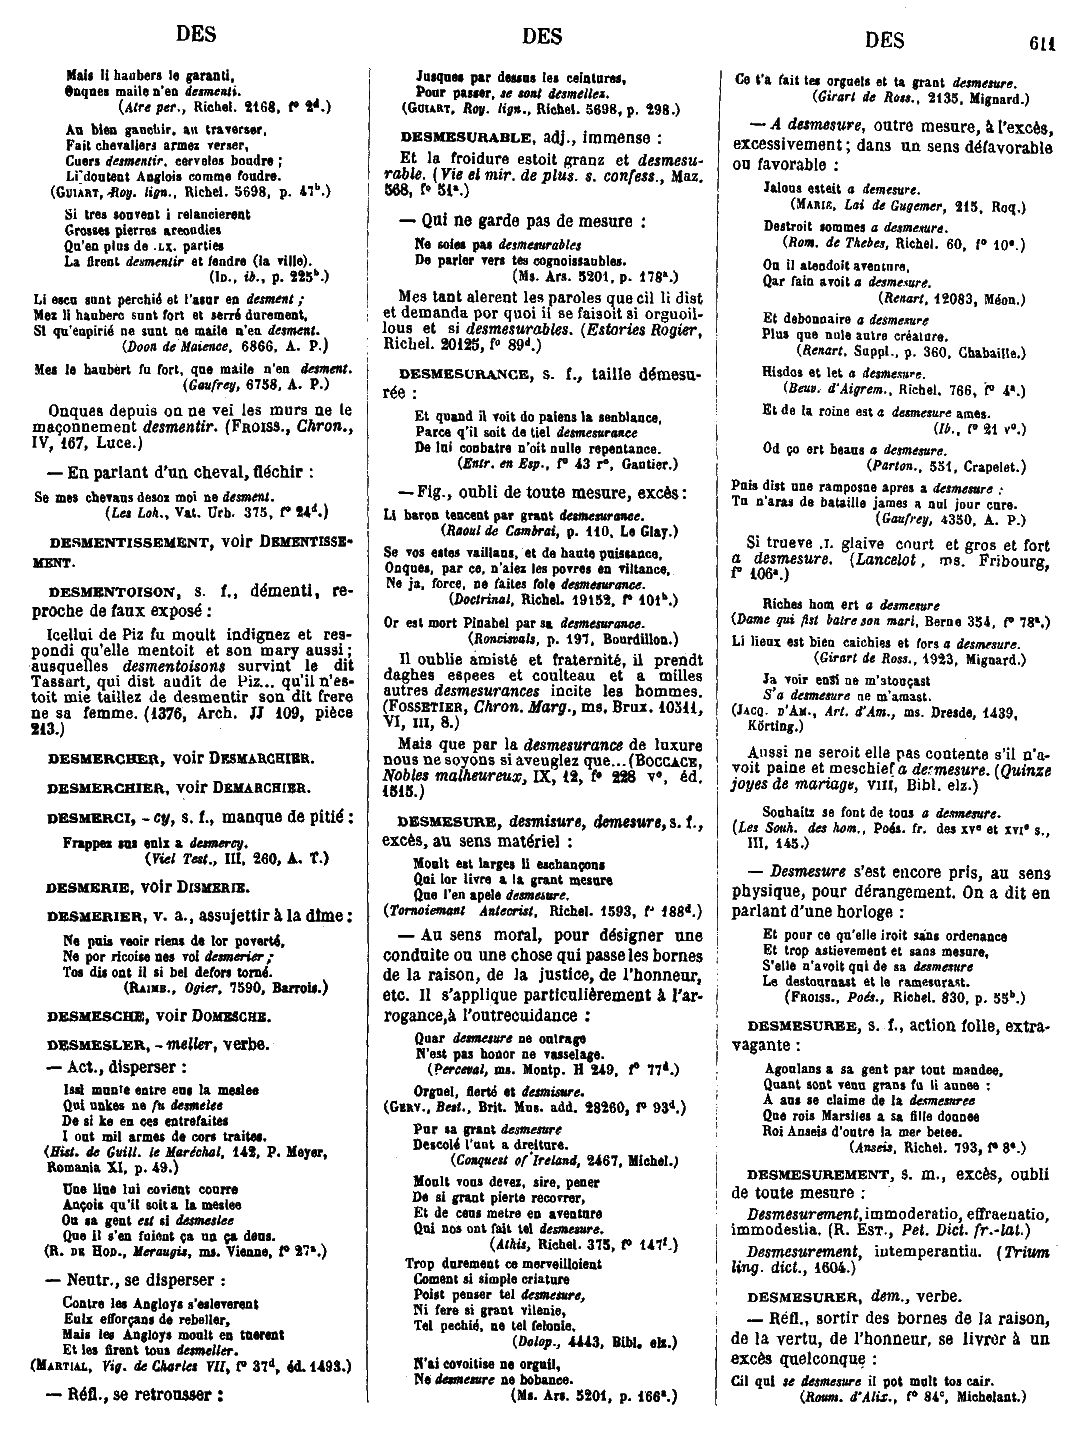 DES
Mais li haubers le garanti,
Onques maile n'en desmenti.
(Atre per., Richel. 2168, f° 2d.)
Au bien ganchir, au traverser,
Fait chevaliers armez verser,
Cuers desmentir, cerveles boudre ;
Li doutent Anglois comme foudre.
(GUIART, Roy. lign., Richel. 5698, p. 47b.)
Si tres souvent i relancierent
Grosses pierres areondies
Qu'en plus de .LX. parties
La firent desmentir et fendre (la ville).
(ID., ib., p. 225b.)
Li escu sunt perchié et l'asur en desment ;
Mez li hauberc sunt fort et serré durement,
Si qu'enpirié ne sunt ne maile n'en desment.
(Doon de Maience, 6866, A. P.)
Mes le haubert fu fort, que maile n'en desment.
(Gaufrey, 6758, A. P.)
Onques depuis on ne vei les murs ne le
maçonnement desmentir. (FROISS., Chron.,
IV, 167, Luce.)
— En parlant d'un cheval, fléchir :
Se mes chevaus desoz moi ne desment.
(Les Loh., Vat. Urb. 375, f° 24d.)
DESMENTISSEMENT, voir DEMENTISSE-
MENT.
DESMENTOISON, s. f., démenti, re-
proche de faux exposé :
Icellui de Piz fu moult indignez et res-
pondi qu'elle mentoit et son mary aussi ;
ausquelles desmentoisons survint le dit
Tassart, qui dist audit de Piz... qu'il n'es-
toit mie taillez de desmentir son dit frere
ne sa femme. (1376, Arch. JJ 109, pièce
213.)
DESMERCHER, voir DESMARCHIER.
DESMERCHIER, voir DEMARCHIER.
DESMERCI, - cy, s. f., manque de pitié :
Frappez sus eulx a desmercy.
(Viel Test., III, 260, A. T.)
DESMERIE, voir DISMERIE.
DESMERIER, v. a., assujettir à la dîme :
Ne puis veoir riens de lor poverté,
Ne por ricoise nes voi desmerier ;
Tos dis ont il si bel defors torné.
(RAIMB., Ogier, 7590, Barrois.)
DESMESCHE, voir DOMESCHE.
DESMESLER, - meller, verbe.
— Act., disperser :
Issi munte entre eus la meslee
Qui unkes ne fu desmelee
De si ke en ces entrefaites
I ont mil armes de cors traites.
(Hist. de Guill. le Maréchal, 142, P. Meyer,
Romania XI, p. 49.)
Une line lui covient courre
Ançois qu'il soit a la meslee
Ou sa gent est si desmeslee
Que il s'en fuient ça un ça deus.
(R. DE HOD., Meraugis, ms. Vienne, f° 27a.)
— Neutr., se disperser :
Contre les Angloys s'esleverent
Eulx efforçans de rebeller,
Mais les Angloys moult en tuerent
Et les firent tous desmeller.
(MARTIAL, Vig. de Charles VII, f° 37d, éd. 1493.)
— Réfl., se retrousser :
DES
Jusques par dessus les ceintures,
Pour passer, se sont desmellez.
(GUIART, Roy. lign., Richel. 5698, p. 298.)
DESMESURABLE, adj., immense :
Et la froidure estoit granz et desmesu-
rable. (Vie el mir. de plus. s. confess., Maz.
568, f° 51a.)
— Qui ne garde pas de mesure :
Ne soies pas desmesurables
De parler vers tes cognoissables.
(Ms. Ars. 5201, p. 178a.)
Mes tant alerent les paroles que cil li dist
et demanda por quoi il se faisoit si orguoil-
lous et si desmesurables. (Estories Rogier,
Richel. 20125, f° 89d.)
DESMESURANCE, s. f., taille démesu-
rée :
Et quand il voit do paiens la senblance,
Parce q'il soit de tiel desmesurance
De lui conbatre n'oit nulle repentance.
(Entr. en Esp., f° 43 r°, Gautier.)
— Fig., oubli de toute mesure, excès :
Li baron tencent par grant desmesurance.
(Raoul de Cambrai, p. 110, Le Glay.)
Se vos estes vaillans, et de haute puissance,
Onques, par ce, n'aiez les povres en viltance,
Ne ja, force, ne faites fole desmesurance.
(Doctrinal, Richel. 19152, f° 101b.)
Or est mort Pinabel par sa desmesurance.
(Roncisvals, p. 197, Bourdillon.)
Il oublie amisté et fraternité, il prendt
daghes espees et coulteau et a milles
autres desmesurances incite les hommes.
(FOSSETIER, Chron. Marg., ms. Brux. 10511,
VI, III, 8.)
Mais que par la desmesurance de luxure
nous ne soyons si aveuglez que... (BOCCACE,
Nobles malheureux, IX, 12, f° 228 v°, éd.
1515.)
DESMESURE, desmisure, demesure, s. f.,
excès, au sens matériel :
Moult est larges li eschançons
Qui lor livre a la grant mesure
Que l'en apele desmesure.
(Tornoiemant Antecrist, Richel. 1593, f° 188d.)
— Au sens moral, pour désigner une
conduite ou une chose qui passe les bornes
de la raison, de la justice, de l'honneur,
etc. Il s'applique particulièrement à l'ar-
rogance, à l'outrecuidance :
Quar desmesure ne outrage
N'est pas honor ne vasselage.
(Perceval, ms. Montp. H 249, f° 77d.)
Orguel, fierté et desmisure.
(GERV., Best., Brit. Mus. add. 28260, f° 93d.)
Pur sa grant desmesure
Descolé l'unt a dreiture.
(Conquest of Ireland, 2467, Michel.)
Moult vous devez, sire, pener
De si grant pierte recovrer,
Et de ceus metre en aventure
Qui nos ont fait tel desmesure.
(Athis, Richel. 375, f° 147f.)
Trop durement ce merveilloient
Coment si simple criature
Poist penser tel desmesure,
Ni fere si grant vilenie,
Tel pechié, ne tel felonie.
(Dolop., 4443, Bibl. elz.)
N'ai covoitise ne orguil,
Ne desmesure ne bobance.
(Ms. Ars. 5201, p. 166a.)
DES 611
Ce t'a fait tes orguels et ta grant desmesure.
(Girart de Ross., 2135, Mignard.)
— A desmesure, outre mesure, à l'excès,
excessivement ; dans un sens défavorable
ou favorable :
Jalous esteit a demesure.
(MARIE, Lai de Gugemer, 215, Roq.)
Destroit sommes a desmesure.
(Rom. de Thebes, Richel. 60, f° 10a.)
Ou il atendoit aventure,
Qar fain avoit a desmesure.
(Renart, 12083, Méon.)
Et debonnaire a desmesure
Plus que nule autre créature.
(Renart, Suppl., p. 360, Chabaille.)
Hisdos et let a desmesure.
(Beuv. d'Aigrem., Richel. 766, f° 4a.)
Et de la roine est a desmesure ames.
(Ib., f° 21 v°.)
Od ço ert beaus a desmesure.
(Parton., 551, Crapelet.)
Puis dist une ramposne apres a desmesure :
Tu n'aras de bataille james a nul jour cure.
(Gaufrey, 4350, A. P.)
Si trueve .I. glaive court et gros et fort
a desmesure. (Lancelot, ms. Fribourg,
f° 106a.)
Riches hom ert a desmesure
(Dame qui fist batre son mari, Berne 354, f° 78a.)
Li lieux est bien caichies et fors a desmesure.
(Girart de Ross., 1923, Mignard.)
Ja voir ensi ne m'stonçast
S'a desmesure ne m'amast.
(JACQ. D'AM., Art. d'Am., ms. Dresde, 1439,
Körting.)
Aussi ne seroit elle pas contente s'il n'a-
voit paine et meschief a desmesure. (Quinze
joyes de mariage, VIII, Bibl. elz.)
Souhaitz se font de tous a desmesure.
(Les Souh. des hom., Poés. fr. des XVe et XVIe s.,
III, 145.)
— Desmesure s'est encore pris, au sens
physique, pour dérangement. On a dit en
parlant d'une horloge :
Et pour ce qu'elle iroit sans ordenance
Et trop astievement et sans mesure,
S'elle n'avoit qui de sa desmesure
Le destournast et le ramesurast.
(FROISS., Poés., Richel. 830, p. 55b.)
DESMESUREE, s. f., action folle, extra-
vagante :
Agoulans a sa gent par tout mandee,
Quant sont venu grans fu li aunee :
A aus se claime de la desmesuree
Que rois Marsiles a sa fille donnee
Roi Anseis d'outre la mer betee.
(Anseis, Richel. 793, f° 8a.)
DESMESUREMENT, s. m., excès, oubli
de toute mesure :
Desmesurement, immoderatio, effraenatio,
immodestia. (R. EST., Pet. Dict. fr.-lat.)
Desmesurement, intemperantia. (Trium
ling. dict., 1604.)
DESMESURER, dem., verbe.
— Réfl., sortir des bornes de la raison,
de la vertu, de l'honneur, se livrer à un
excès quelconque :
Cil qui se desmesure il pot mult tos cair.
(Roum. d'Alix., f° 84c, Michelant.)